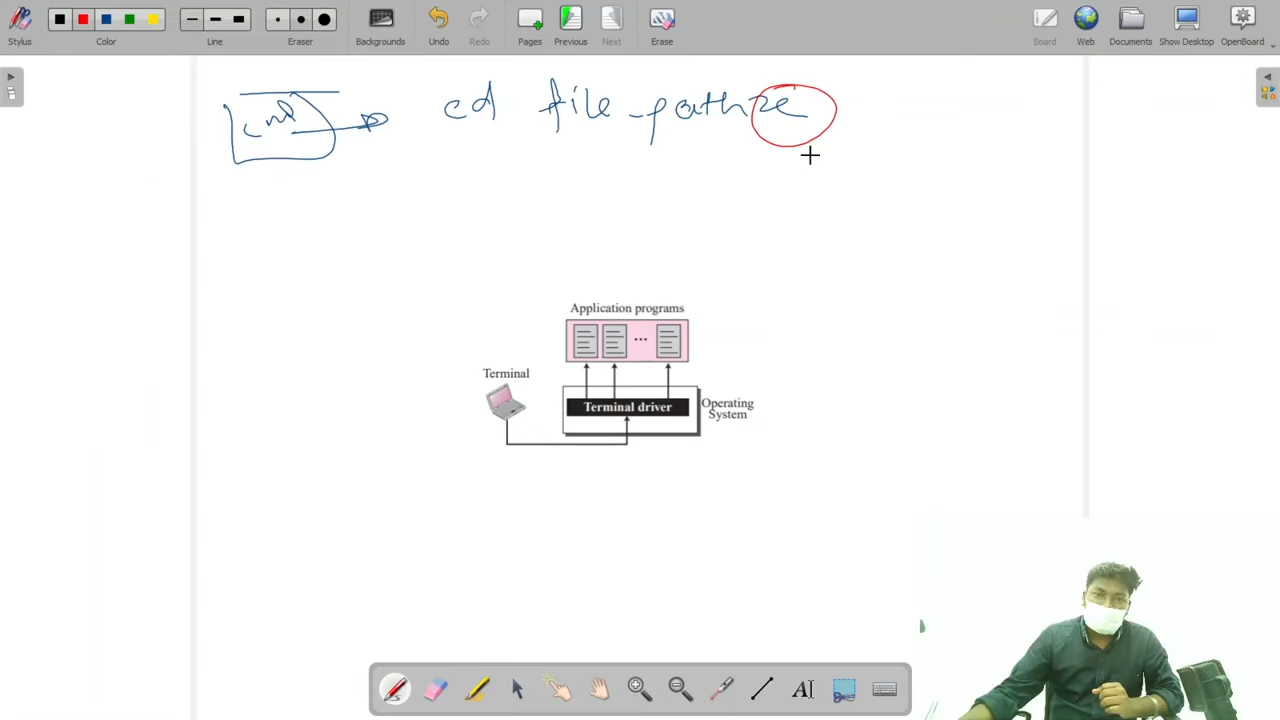 Stylus
Color
Line
Eraser
Backgrounds
Undo
Redo
Pages
Previous
Next
Erase
Board
Web
Documents
Show Desktop
OpenBoard
cmd
cd file-path
Application programs
...
Terminal
Terminal driver
Operating
System
A